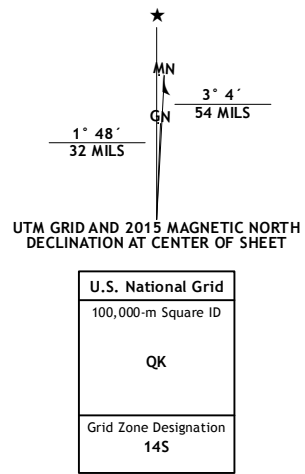 ★
MN
3° 4´
54 MILS
GN
1° 48´
32 MILS
UTM GRID AND 2015 MAGNETIC NORTH
DECLINATION AT CENTER OF SHEET
U.S. National Grid
100,000-m Square ID
QK
Grid Zone Designation
14S